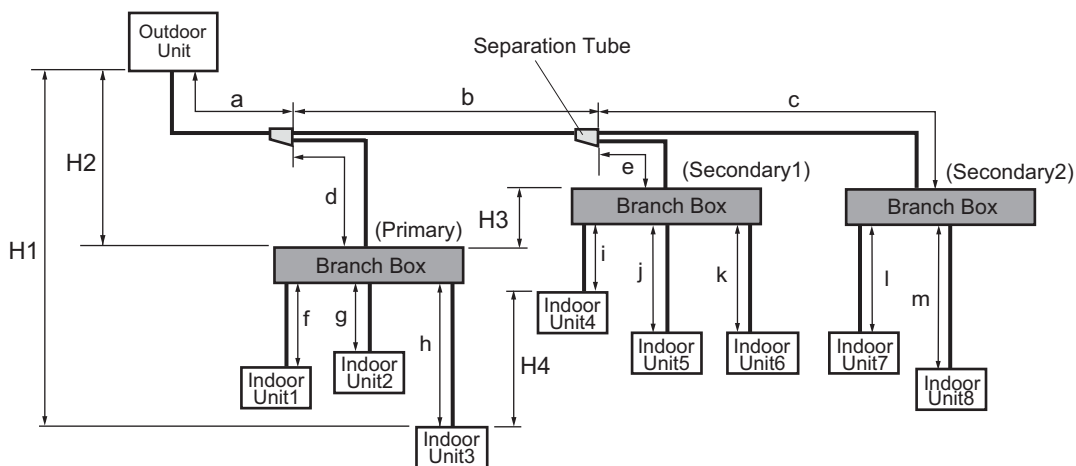 Outdoor
Unit
Separation Tube
a
b
c
H2
H1
d
e
(Secondary1)
(Secondary2)
H3
Branch Box
Branch Box
(Primary)
Branch Box
f
g
h
i
j
k
l
m
H4
Indoor
Unit4
Indoor
Unit5
Indoor
Unit6
Indoor
Unit7
Indoor
Unit8
Indoor
Unit1
Indoor
Unit2
Indoor
Unit3